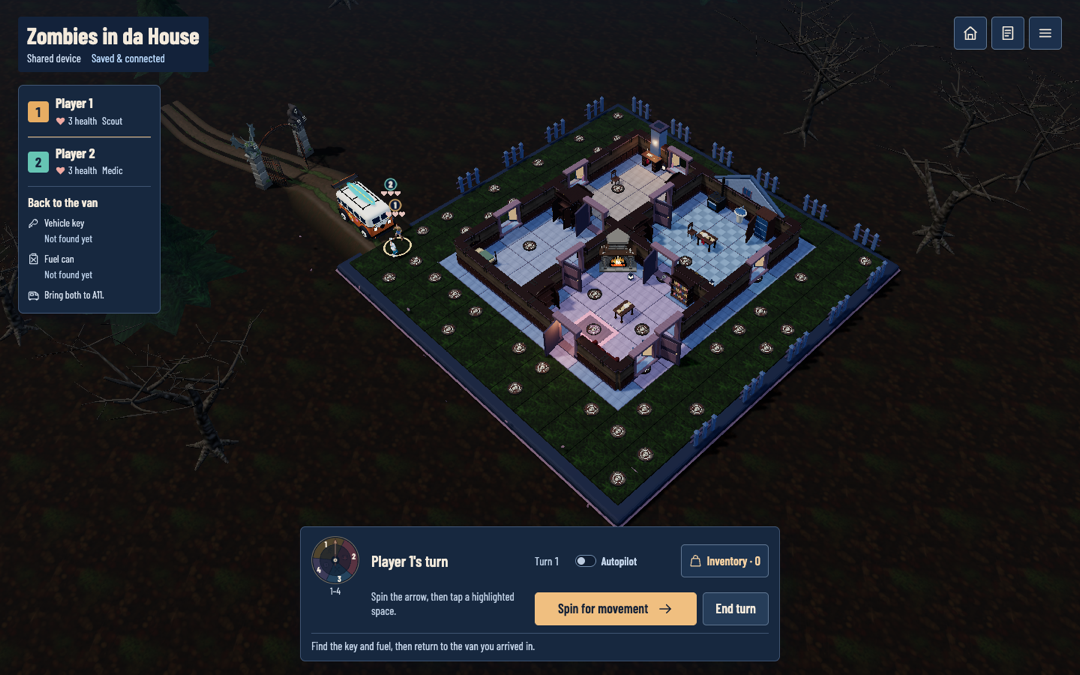 Zombies in da House
Shared device Saved & connected
1 Player 1
3 health Scout
2 Player 2
3 health Medic
Back to the van
Vehicle key
Not found yet
Fuel can
Not found yet
Bring both to A11.
2
1
1
2
3
4
1-4
Player 1's turn
Turn 1 Autopilot
Inventory · 0
Spin the arrow, then tap a highlighted
space.
Spin for movement
End turn
Find the key and fuel, then return to the van you arrived in.